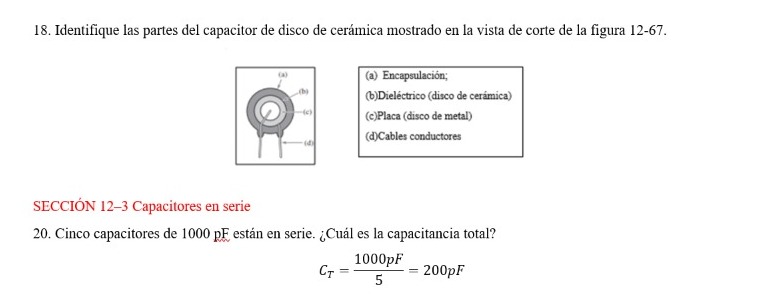 18. Identifique las partes del capacitor de disco de cerámica mostrado en la vista de corte de la figura 12-67.
(a)
(b)
(c)
(d)
(a) Encapsulación;
(b)Dieléctrico (disco de cerámica)
(c)Placa (disco de metal)
(d)Cables conductores
SECCIÓN 12–3 Capacitores en serie
20. Cinco capacitores de 1000 pF están en serie. ¿Cuál es la capacitancia total?
C_T = 1000pF / 5 = 200pF